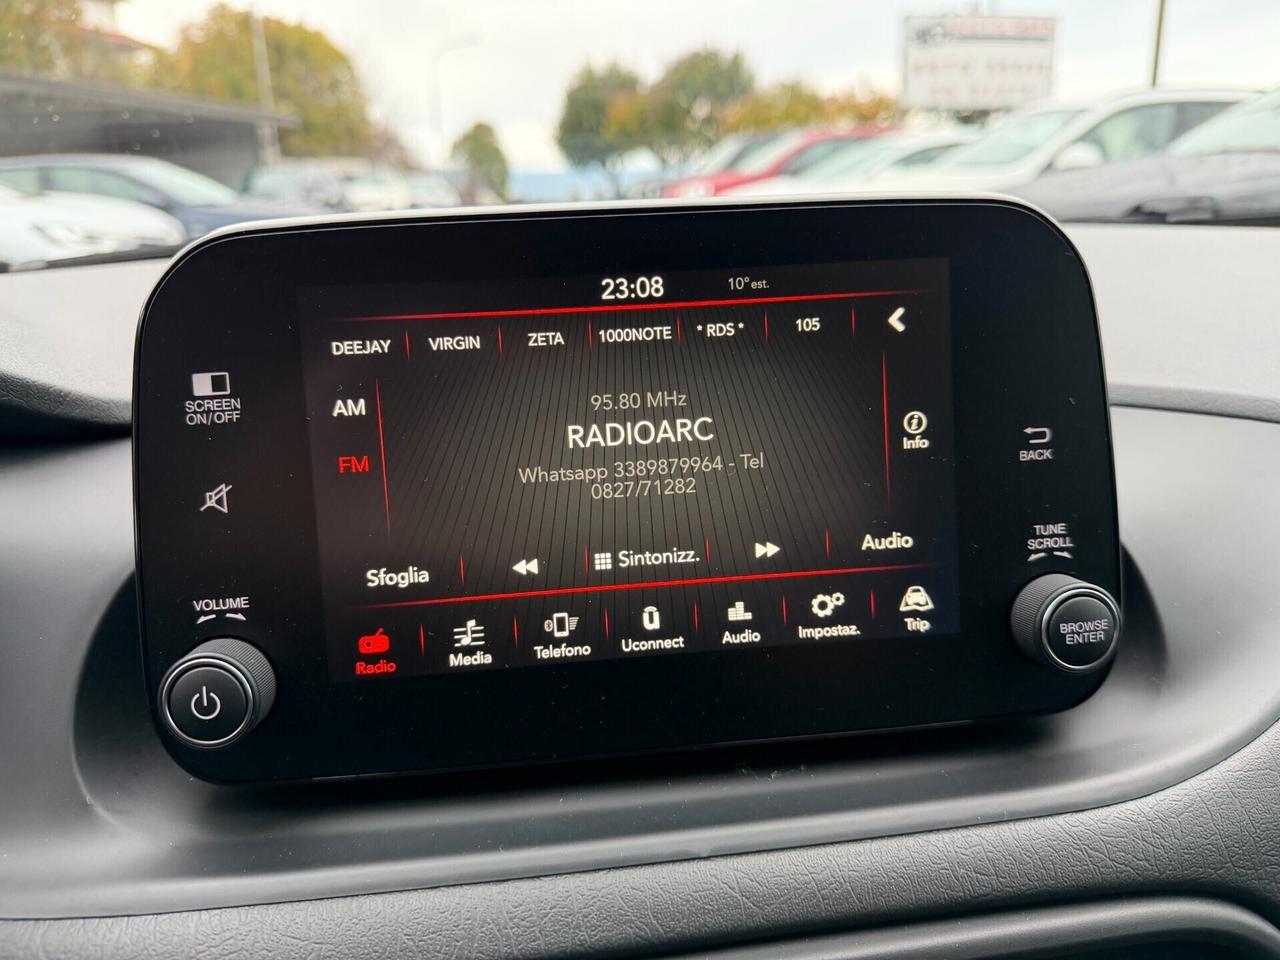 23:08
10° est.
DEEJAY
VIRGIN
ZETA
1000NOTE
* RDS *
105
SCREEN
ON/OFF
AM
FM
95.80 MHz
RADIOARC
Whatsapp 3389879964 - Tel
0827/71282
Info
BACK
TUNE
SCROLL
Sfoglia
Sintonizz.
Audio
VOLUME
Radio
Media
Telefono
Uconnect
Audio
Impostaz.
Trip
BROWSE
ENTER